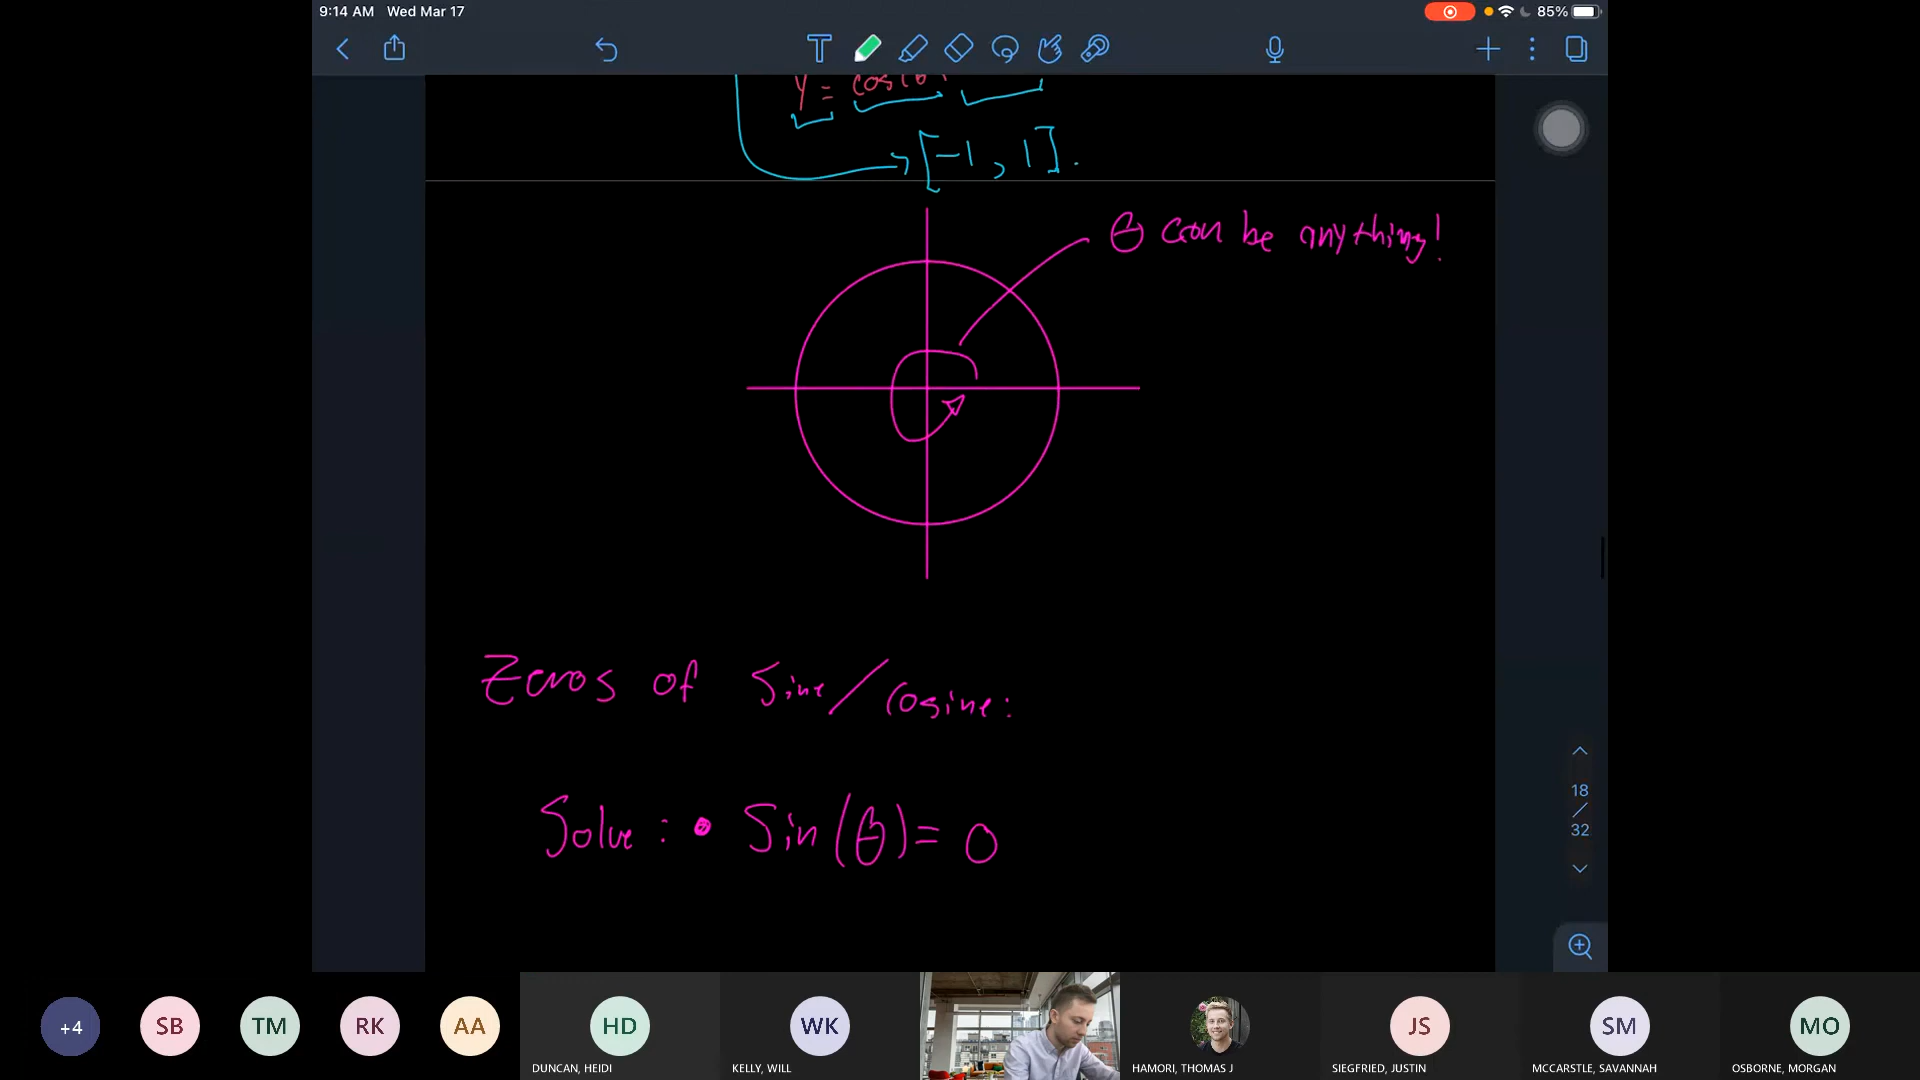 9:14 AM Wed Mar 17
85%
y = cos(θ)
[-1, 1].
θ can be anything!
Zeros of Sine/Cosine:
Solve: • Sin(θ) = 0
18
/
32
+4
SB
TM
RK
AA
HD
WK
JS
SM
MO
DUNCAN, HEIDI
KELLY, WILL
HAMORI, THOMAS J
SIEGFRIED, JUSTIN
MCCARSTLE, SAVANNAH
OSBORNE, MORGAN